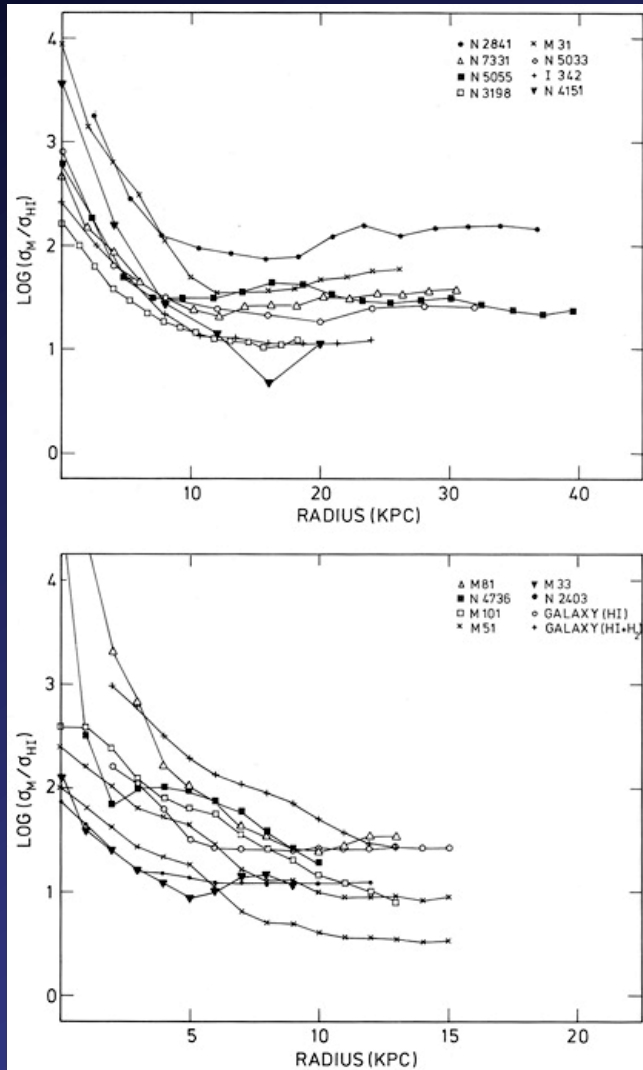 4
3
2
1
0
LOG (σM/σHI)
• N 2841
△ N 7331
■ N 5055
□ N 3198
× M 31
○ N 5033
+ I 342
▼ N 4151
10 20 30 40
RADIUS (KPC)
4
3
2
1
0
LOG (σM/σHI)
△ M 81
■ N 4736
□ M 101
× M 51
▼ M 33
• N 2403
○ GALAXY (HI)
+ GALAXY (HI+H2)
5 10 15 20
RADIUS (KPC)